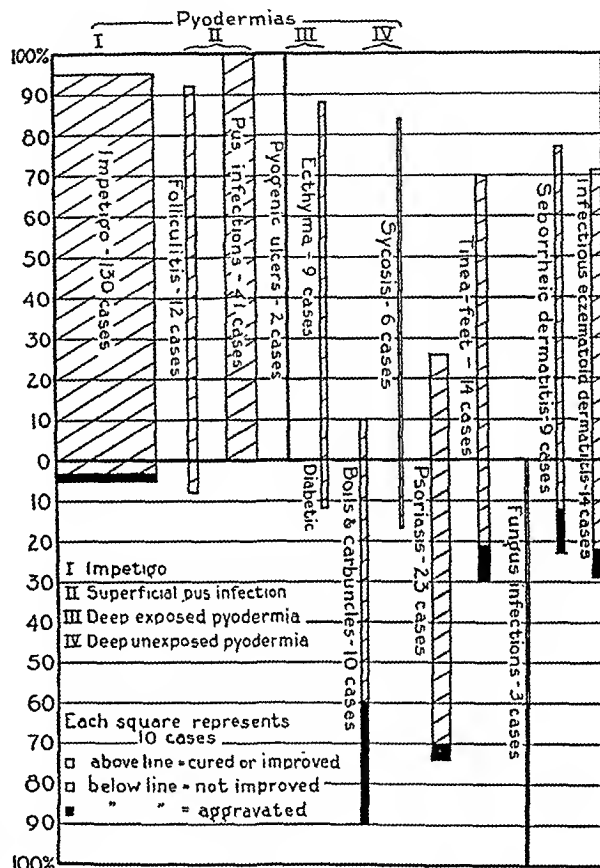 Pyodermias
I II III IV
100%
90
80
70
60
50
40
30
20
10
0
10
20
30
40
50
60
70
80
90
100%
Impetigo - 130 cases
Folliculitis - 12 cases
Pus infections - 41 cases
Pyogenic ulcers - 2 cases
Ecthyma - 9 cases
Diabetic
Boils & carbuncles - 10 cases
Sycosis - 6 cases
Psoriasis - 23 cases
Tinea-feet - 14 cases
Fungus infections - 3 cases
Seborrheic dermatitis - 9 cases
Infectious eczematoid dermatitis - 14 cases
I Impetigo
II Superficial pus infection
III Deep exposed pyodermia
IV Deep unexposed pyodermia
Each square represents
10 cases
above line = cured or improved
below line = not improved
" " = aggravated